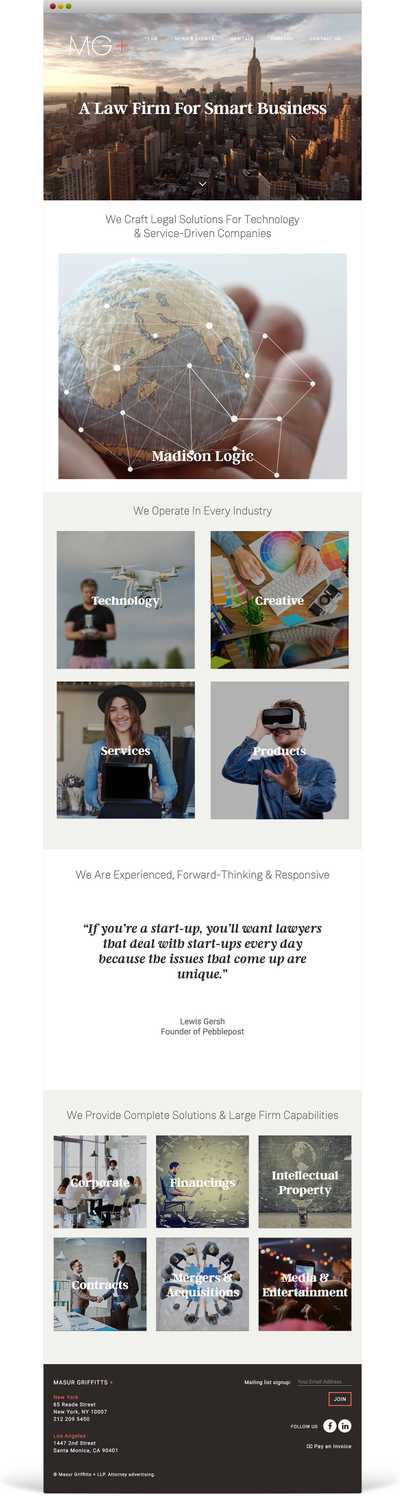 MG+
TEAM NEWS & EVENTS CONTACT US
A Law Firm For Smart Business
We Craft Legal Solutions For Technology
& Service-Driven Companies
Madison Logic
We Operate In Every Industry
Technology
Creative
Services
Products
We Are Experienced, Forward-Thinking & Responsive
“If you’re a start-up, you’ll want lawyers
that deal with start-ups every day
because the issues that come up are
unique.”
Lewis Gersh
Founder of Pebblepost
We Provide Complete Solutions & Large Firm Capabilities
Corporate
Financings
Intellectual
Property
Contracts
Mergers &
Acquisitions
Media &
Entertainment
MASUR GRIFFITTS +
New York
65 Reade Street
New York, NY 10007
212 209 5450
Los Angeles
1447 2nd Street
Santa Monica, CA 90401
© Masur Griffitts + LLP. Attorney advertising.
Mailing list signup: Your Email Address
JOIN
FOLLOW US f in
Pay an Invoice